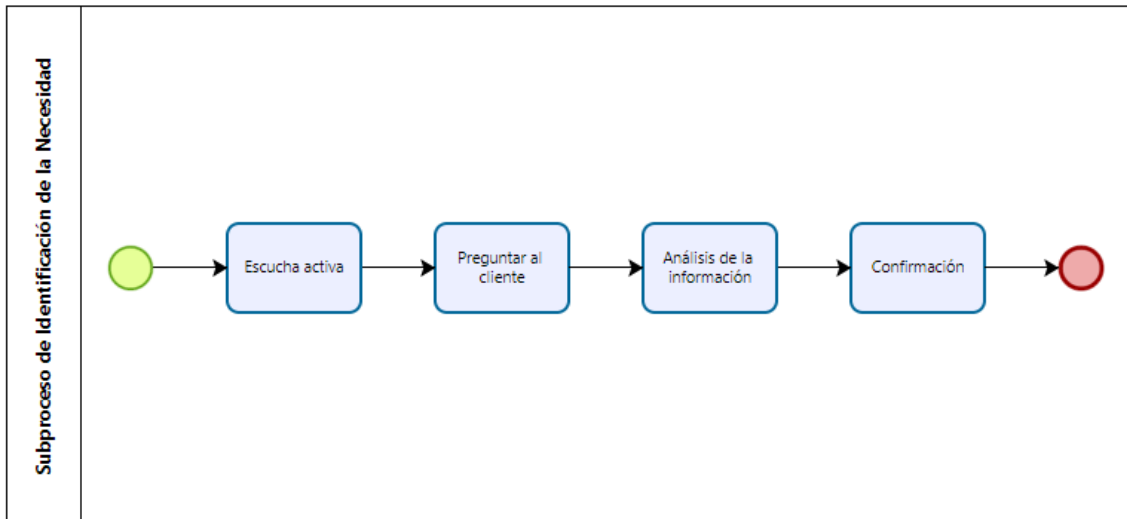 Subproceso de Identificación de la Necesidad
Escucha activa
Preguntar al
cliente
Análisis de la
información
Confirmación